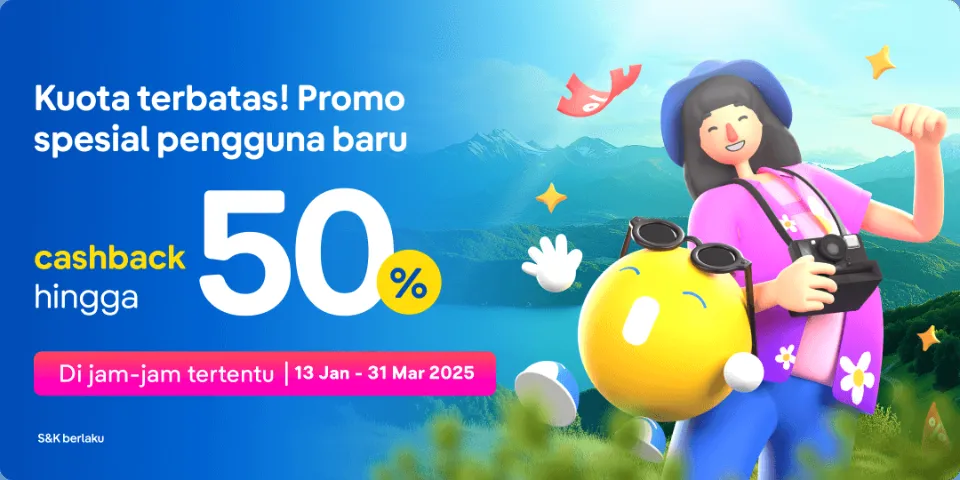 Kuota terbatas! Promo
spesial pengguna baru
cashback
hingga
50%
Di jam-jam tertentu | 13 Jan - 31 Mar 2025
S&K berlaku